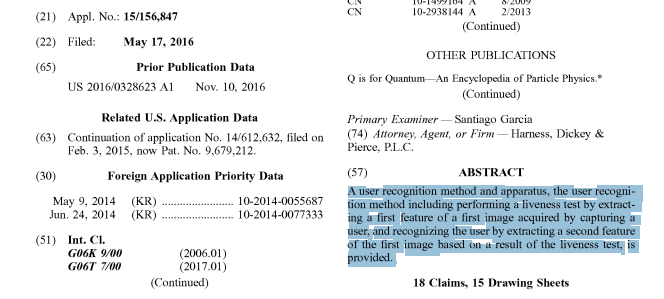 (21) Appl. No.: 15/156,847
(22) Filed: May 17, 2016
(65) Prior Publication Data
US 2016/0328623 A1 Nov. 10, 2016
Related U.S. Application Data
(63) Continuation of application No. 14/612,632, filed on
Feb. 3, 2015, now Pat. No. 9,679,212.
(30) Foreign Application Priority Data
May 9, 2014 (KR) ........................ 10-2014-0055687
Jun. 24, 2014 (KR) ........................ 10-2014-0077333
(51) Int. Cl.
G06K 9/00 (2006.01)
G06T 7/00 (2017.01)
(Continued)
CN 10-1499164 A 8/2009
CN 10-2938144 A 2/2013
(Continued)
OTHER PUBLICATIONS
Q is for Quantum—An Encyclopedia of Particle Physics.*
(Continued)
Primary Examiner — Santiago Garcia
(74) Attorney, Agent, or Firm — Harness, Dickey &
Pierce, P.L.C.
(57) ABSTRACT
A user recognition method and apparatus, the user recogni-
tion method including performing a liveness test by extract-
ing a first feature of a first image acquired by capturing a
user, and recognizing the user by extracting a second feature
of the first image based on a result of the liveness test, is
provided.
18 Claims, 15 Drawing Sheets